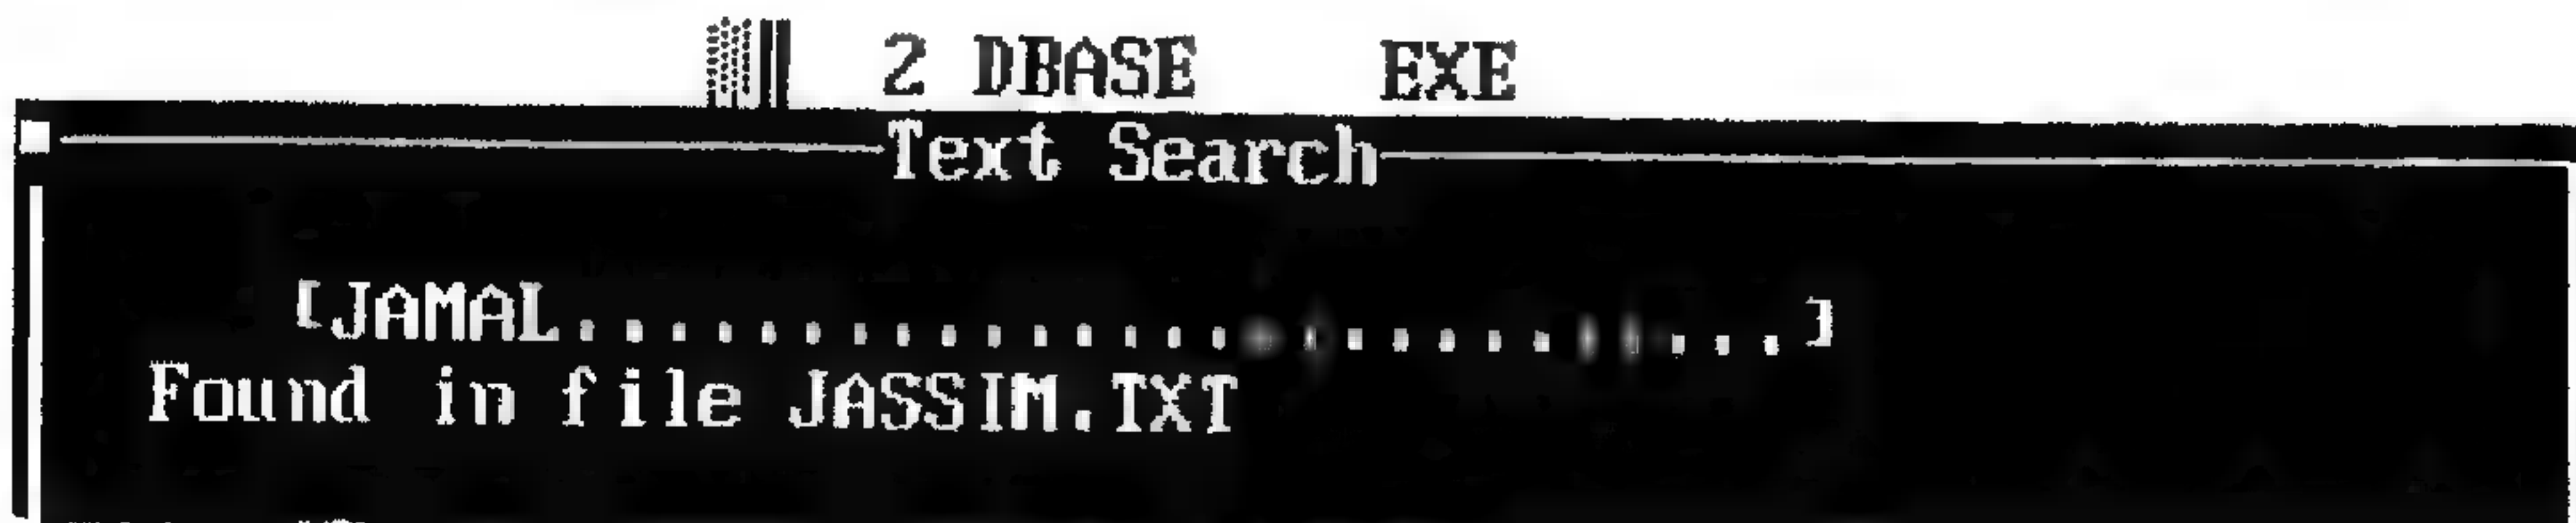 2 DBASE EXE
Text Search
[JAMAL...........................]
Found in file JASSIM.TXT